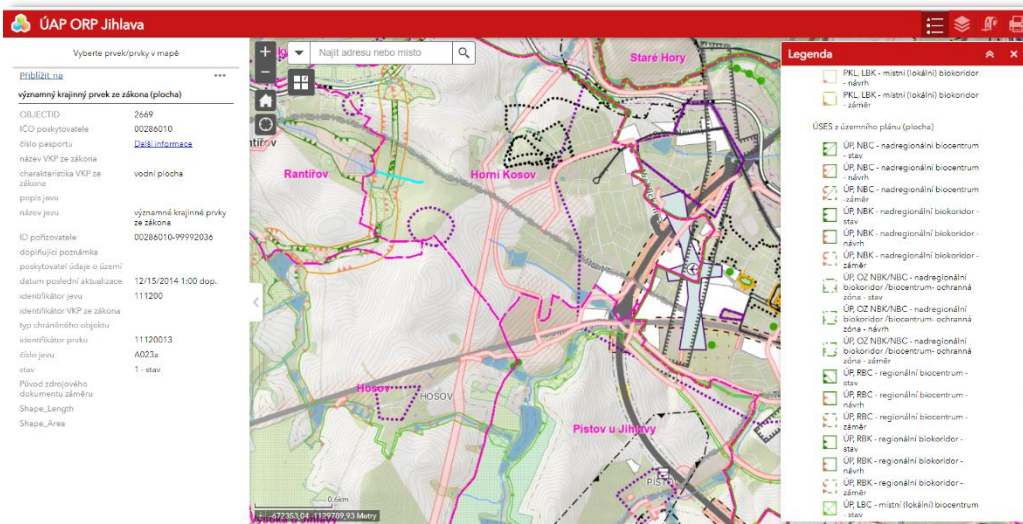 ÚAP ORP Jihlava
Vyberte prvek/prvky v mapě
Přiblížit na
významný krajinný prvek ze zákona (plocha)
OBJECTID 2669
IČO poskytovatele 00286010
číslo pasportu Další informace
název VKP ze zákona
charakteristika VKP ze zákona vodní plocha
popis jevu
název jevu významné krajinné prvky ze zákona
ID pořizovatele 00286010-99992036
doplňující poznámka
poskytovatel údaje o území
datum poslední aktualizace 12/15/2014 1:00 dop.
identifikátor jevu 111200
identifikátor VKP ze zákona
typ chráněného objektu
identifikátor prvku 11120013
číslo jevu A023a
stav 1 - stav
Původ zdrojového dokumentu záměru
Shape_Length
Shape_Area
Najít adresu nebo místo
Staré Hory
Rantířov
Horní Kosov
Hosov
HOSOV
Pístov u Jihlavy
0.6km
-672353,04 -1129789,93 Metry
Legenda
PKL, LBK - místní (lokální) biokoridor
- návrh
PKL, LBK - místní (lokální) biokoridor
- záměr
ÚSES z územního plánu (plocha)
ÚP, NBC - nadregionální biocentrum
- stav
ÚP, NBC - nadregionální biocentrum
- návrh
ÚP, NBC - nadregionální biocentrum
-záměr
ÚP, NBK - nadregionální biokoridor -
stav
ÚP, NBK - nadregionální biokoridor -
návrh
ÚP, NBK - nadregionální biokoridor -
záměr
ÚP, OZ NBK/NBC - nadregionální
biokoridor /biocentrum- ochranná
zóna - stav
ÚP, OZ NBK/NBC - nadregionální
biokoridor /biocentrum- ochranná
zóna - návrh
ÚP, OZ NBK/NBC - nadregionální
biokoridor /biocentrum- ochranná
zóna - záměr
ÚP, RBC - regionální biocentrum -
stav
ÚP, RBC - regionální biocentrum -
návrh
ÚP, RBC - regionální biocentrum -
záměr
ÚP, RBK - regionální biokoridor -
stav
ÚP, RBK - regionální biokoridor -
návrh
ÚP, RBK - regionální biokoridor -
záměr
ÚP, LBC - místní (lokální) biocentrum
- stav